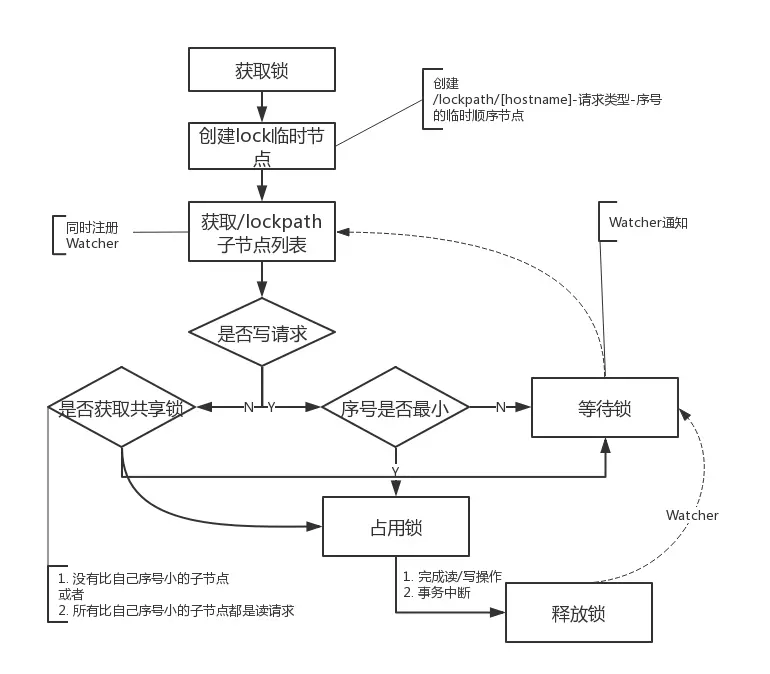 获取锁
创建
/lockpath/[hostname]-请求类型-序号
的临时顺序节点
创建lock临时节
点
同时注册
Watcher
获取/lockpath
子节点列表
Watcher通知
是否写请求
是否获取共享锁
N
Y
序号是否最小
N
等待锁
Y
占用锁
Watcher
1. 没有比自己序号小的子节点
或者
2. 所有比自己序号小的子节点都是读请求
1. 完成读/写操作
2. 事务中断
释放锁